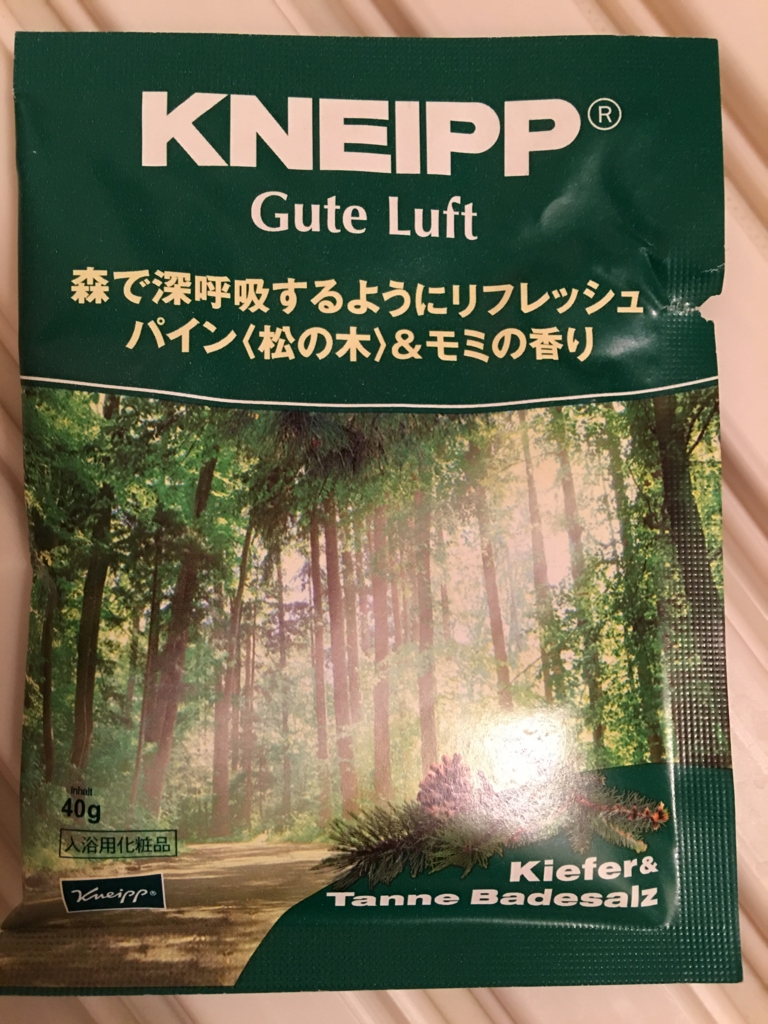 KNEIPP®
Gute Luft
森で深呼吸するようにリフレッシュ
パイン〈松の木〉&モミの香り
Inhalt
40g
入浴用化粧品
Kneipp®
Kiefer&
Tanne Badesalz